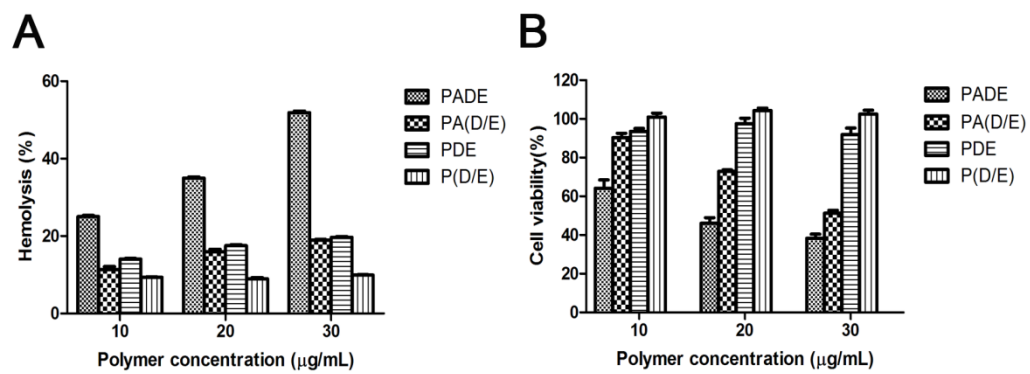 A
Hemolysis (%)
60
40
20
0
10 20 30
Polymer concentration (μg/mL)
PADE
PA(D/E)
PDE
P(D/E)
B
Cell viability(%)
120
100
80
60
40
20
0
10 20 30
Polymer concentration (μg/mL)
PADE
PA(D/E)
PDE
P(D/E)